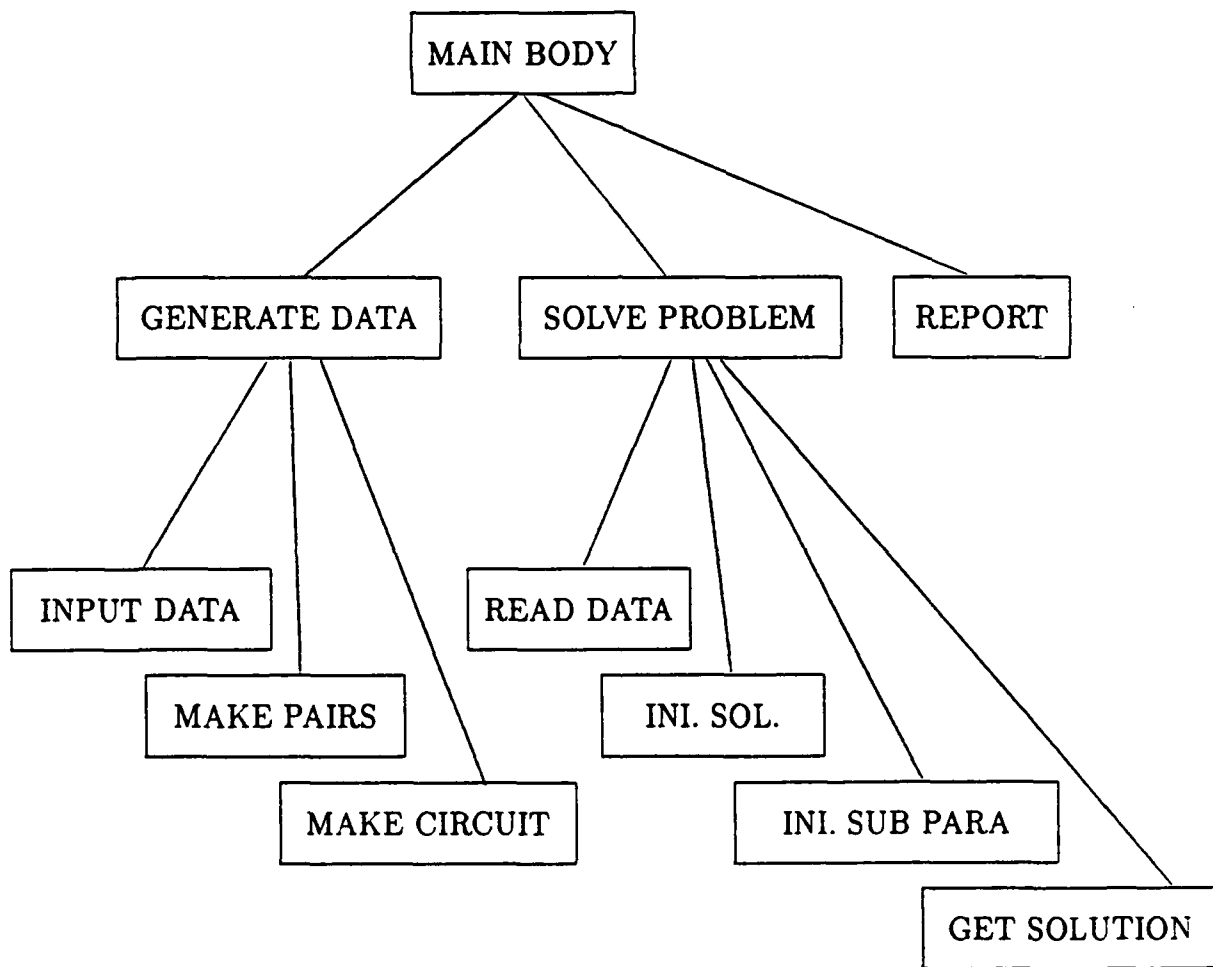 MAIN BODY
GENERATE DATA
SOLVE PROBLEM
REPORT
INPUT DATA
READ DATA
MAKE PAIRS
INI. SOL.
MAKE CIRCUIT
INI. SUB PARA
GET SOLUTION